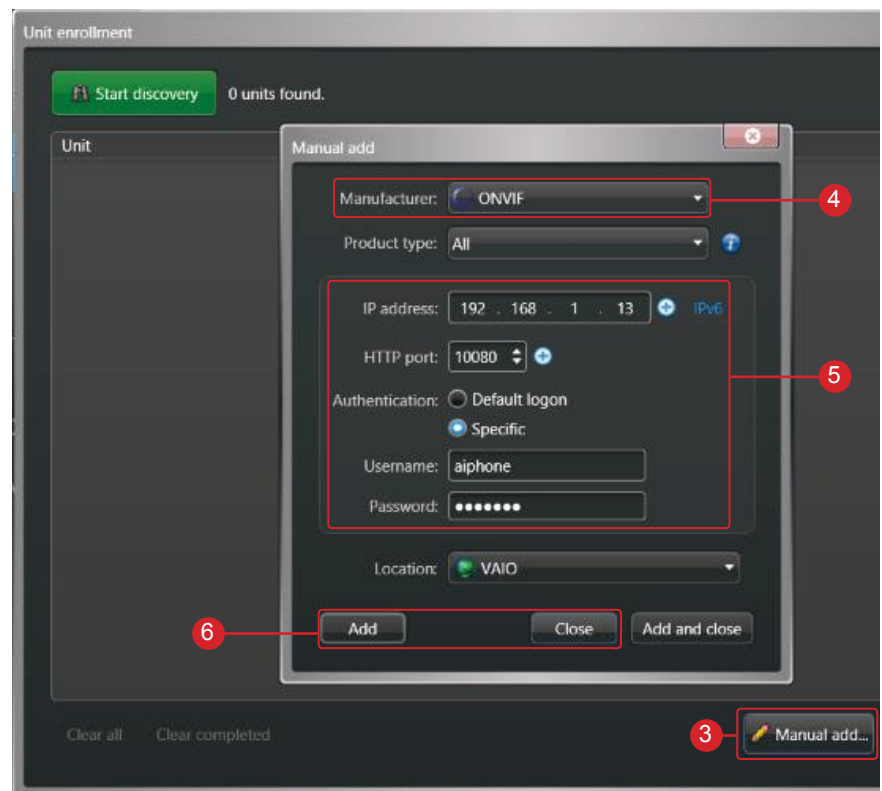 Unit enrollment
Start discovery 0 units found.
Unit
Manual add
Manufacturer: ONVIF 4
Product type: All
IP address: 192 . 168 . 1 . 13 IPv6
HTTP port: 10080
5
Authentication: Default logon
Specific
Username: aiphone
Password: •••••••
Location: VAIO
6 Add Close Add and close
Clear all Clear completed 3 Manual add...